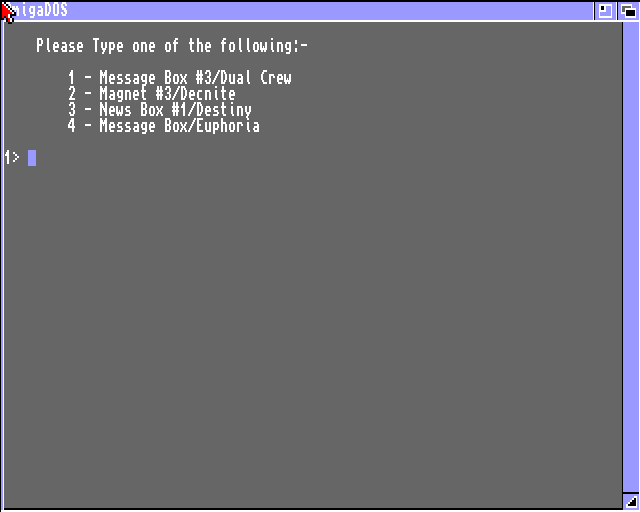 migaDOS
Please Type one of the following:-
1 - Message Box #3/Dual Crew
2 - Magnet #3/Decnite
3 - News Box #1/Destiny
4 - Message Box/Euphoria
1>